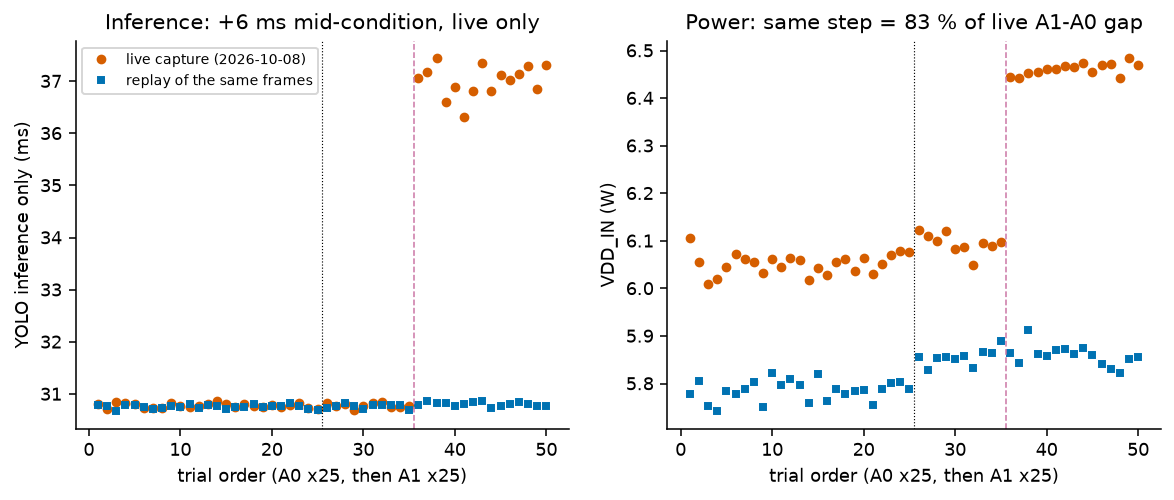 Inference: +6 ms mid-condition, live only
live capture (2026-10-08)
replay of the same frames
YOLO inference only (ms)
37
36
35
34
33
32
31
0 10 20 30 40 50
trial order (A0 x25, then A1 x25)
Power: same step = 83 % of live A1-A0 gap
VDD_IN (W)
6.5
6.4
6.3
6.2
6.1
6.0
5.9
5.8
0 10 20 30 40 50
trial order (A0 x25, then A1 x25)